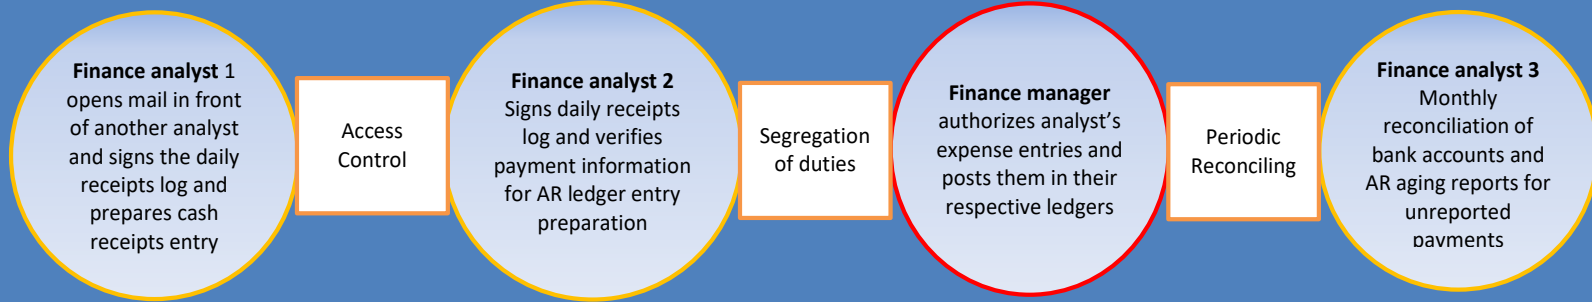 Finance analyst 1
opens mail in front
of another analyst
and signs the daily
receipts log and
prepares cash
receipts entry
Access
Control
Finance analyst 2
Signs daily receipts
log and verifies
payment information
for AR ledger entry
preparation
Segregation
of duties
Finance manager
authorizes analyst’s
expense entries and
posts them in their
respective ledgers
Periodic
Reconciling
Finance analyst 3
Monthly
reconciliation of
bank accounts and
AR aging reports for
unreported
payments